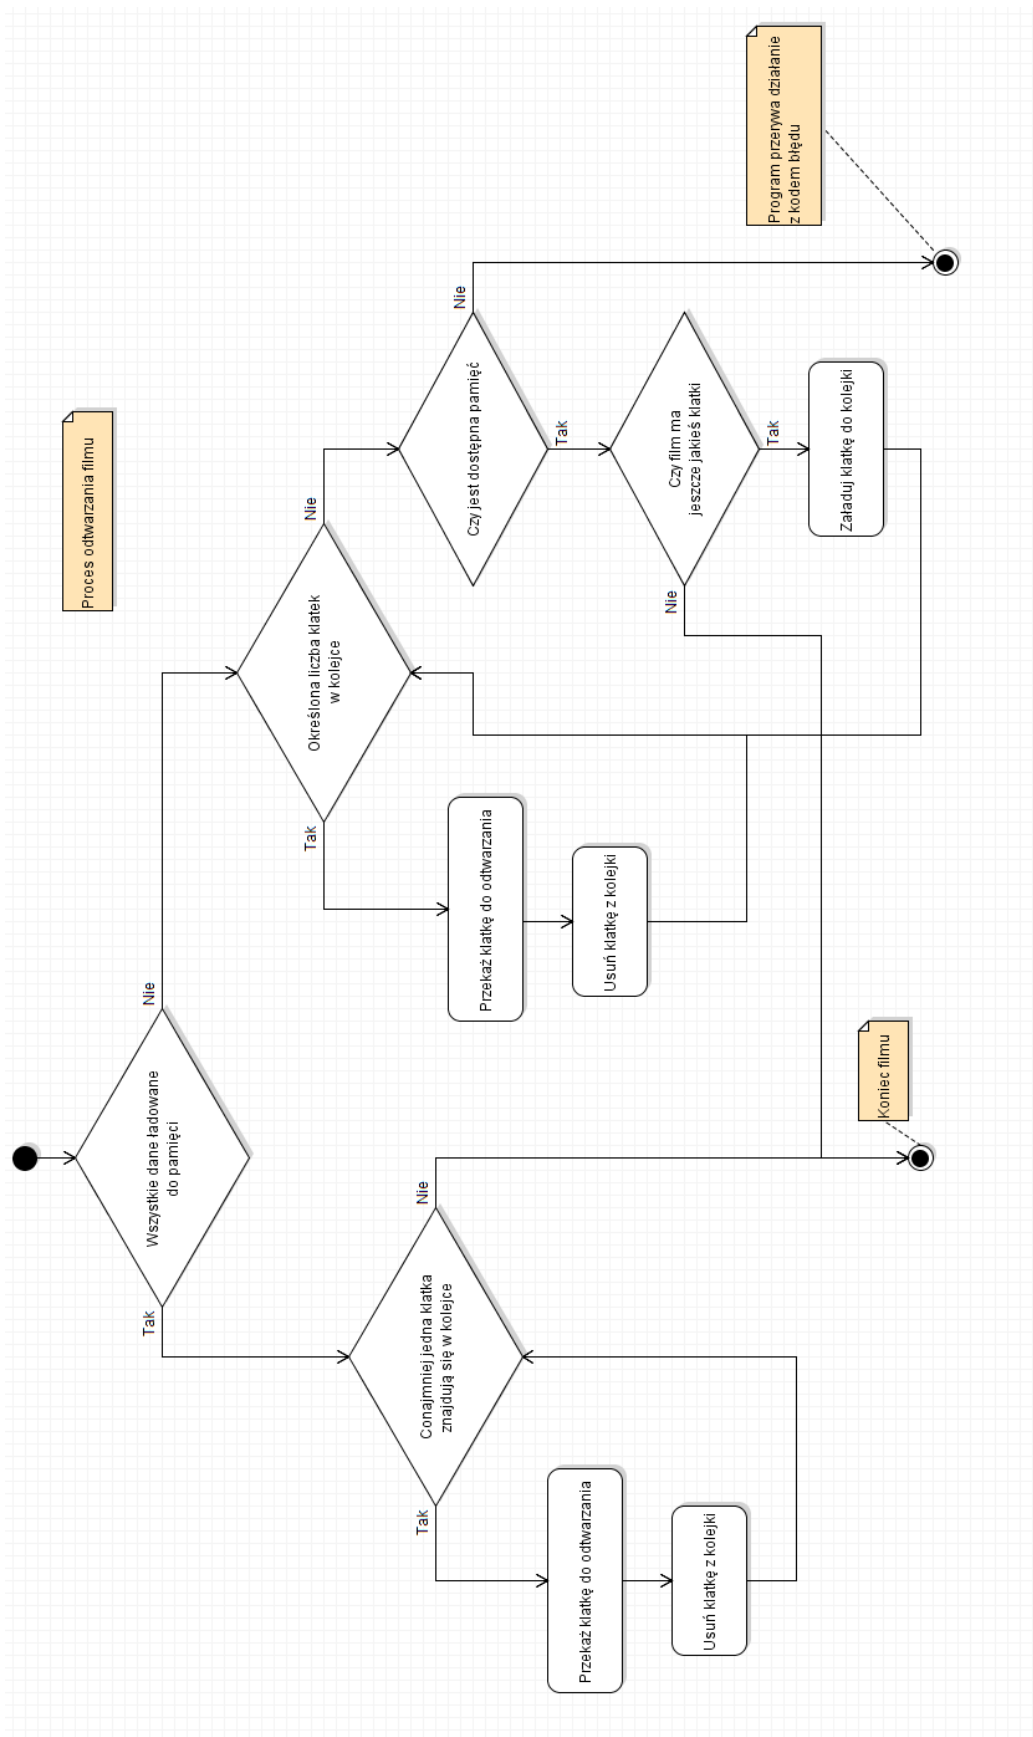 Proces odtwarzania filmu
Wszystkie dane ładowane
do pamięci
Tak
Nie
Conajmniej jedna klatka
znajdują się w kolejce
Tak
Nie
Przekaż klatkę do odtwarzania
Usuń klatkę z kolejki
Określona liczba klatek
w kolejce
Tak
Nie
Przekaż klatkę do odtwarzania
Usuń klatkę z kolejki
Czy jest dostępna pamięć
Nie
Tak
Czy film ma
jeszcze jakieś klatki
Nie
Tak
Załaduj klatkę do kolejki
Koniec filmu
Program przerywa działanie
z kodem błędu